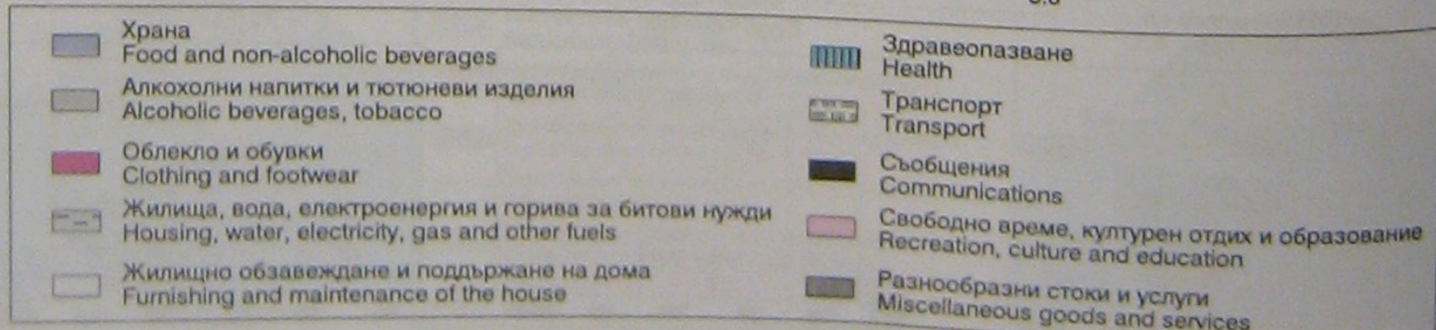 Храна
Food and non-alcoholic beverages
Алкохолни напитки и тютюневи изделия
Alcoholic beverages, tobacco
Облекло и обувки
Clothing and footwear
Жилища, вода, електроенергия и горива за битови нужди
Housing, water, electricity, gas and other fuels
Жилищно обзавеждане и поддържане на дома
Furnishing and maintenance of the house
Здравеопазване
Health
Транспорт
Transport
Съобщения
Communications
Свободно време, културен отдих и образование
Recreation, culture and education
Разнообразни стоки и услуги
Miscellaneous goods and services